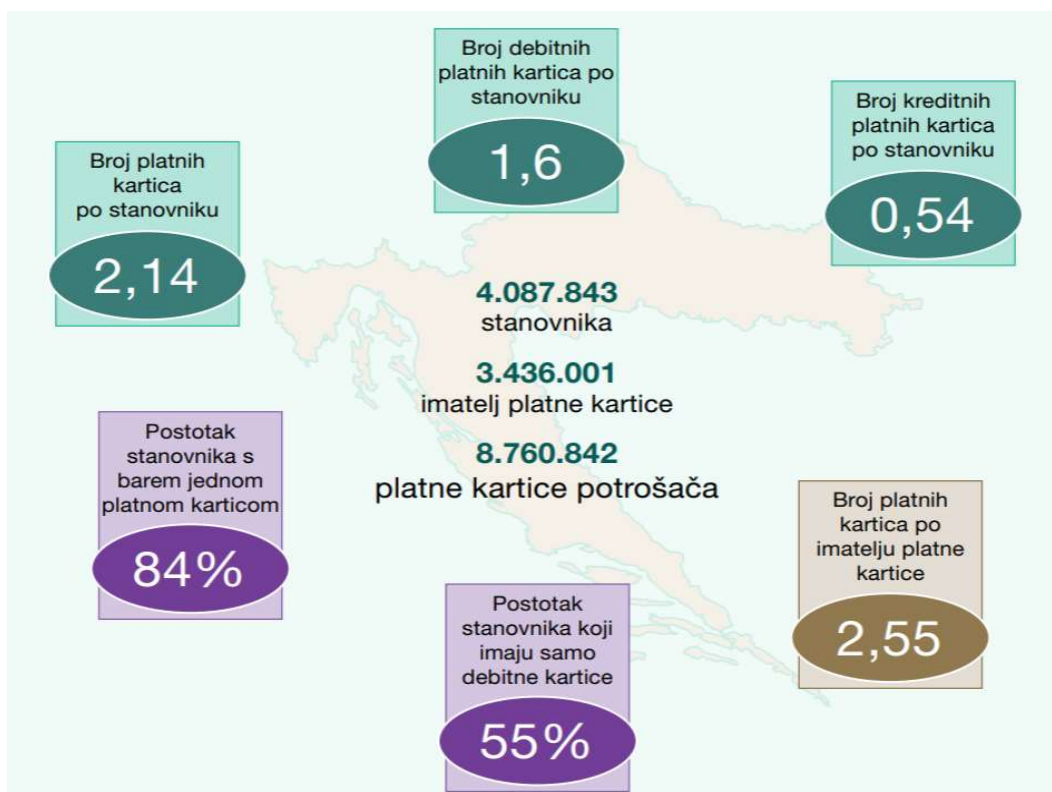 Broj debitnih
platnih kartica po
stanovniku
1,6
Broj kreditnih
platnih kartica
po stanovniku
0,54
Broj platnih
kartica
po stanovniku
2,14
4.087.843
stanovnika
3.436.001
imatelj platne kartice
8.760.842
platne kartice potrošača
Postotak
stanovnika s
barem jednom
platnom karticom
84%
Broj platnih
kartica po
imatelju platne
kartice
2,55
Postotak
stanovnika koji
imaju samo
debitne kartice
55%